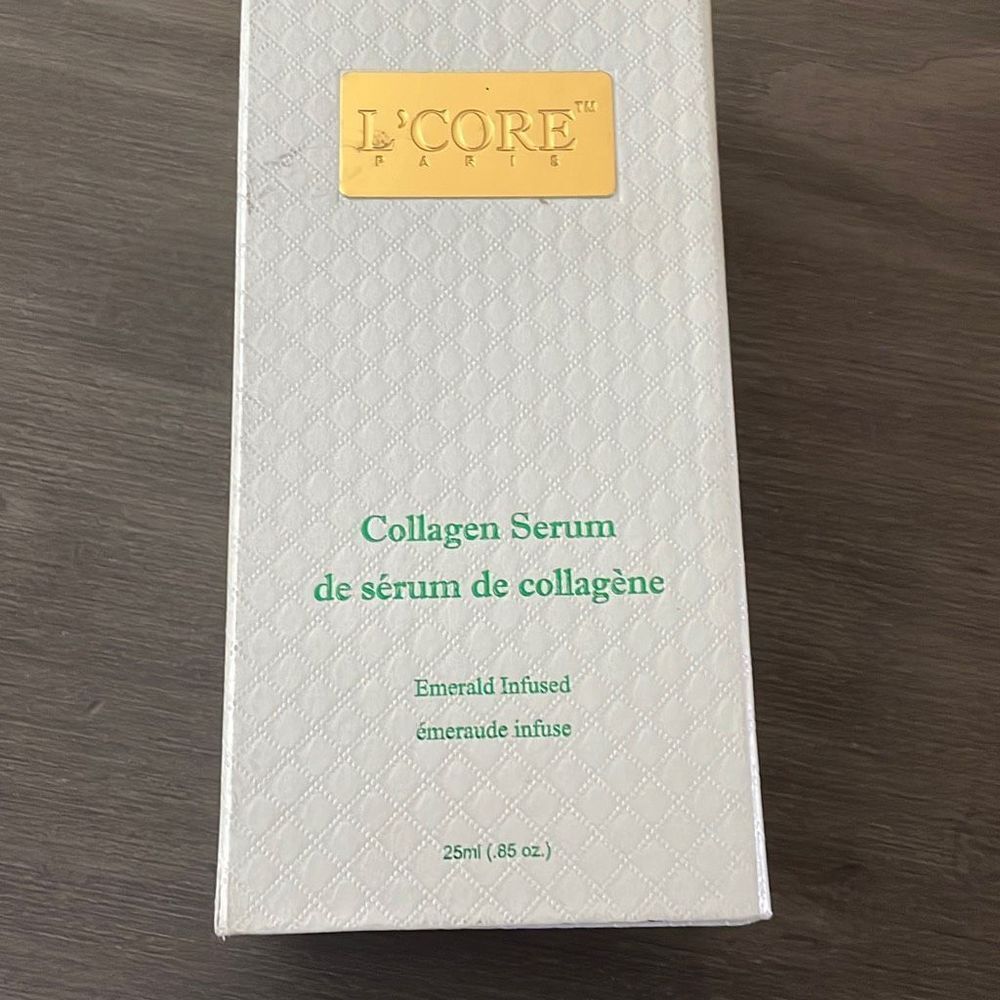 L'CORE™
PARIS
Collagen Serum
de sérum de collagène
Emerald Infused
émeraude infuse
25ml (.85 oz.)